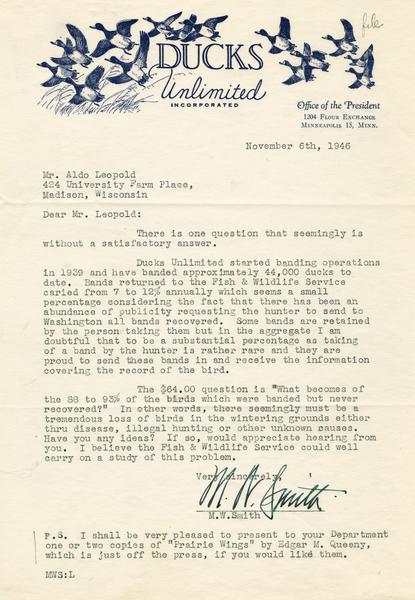 file
DUCKS
Unlimited
INCORPORATED
Office of the President
1204 Flour Exchange
Minneapolis 15, Minn.
November 6th, 1946
Mr. Aldo Leopold
424 University Farm Place,
Madison, Wisconsin
Dear Mr. Leopold:
There is one question that seemingly is
without a satisfactory answer.
Ducks Unlimited started banding operations
in 1939 and have banded approximately 44,000 ducks to
date. Bands returned to the Fish & Wildlife Service
caried from 7 to 12% annually which seems a small
percentage considering the fact that there has been an
abundance of publicity requesting the hunter to send to
Washington all bands recovered. Some bands are retained
by the person taking them but in the aggregate I am
doubtful that to be a substantial percentage as taking
of a band by the hunter is rather rare and they are
proud to send these bands in and receive the information
covering the record of the bird.
The $64.00 question is "What becomes of
the 88 to 93% of the birds which were banded but never
recovered?" In other words, there seemingly must be a
tremendous loss of birds in the wintering grounds either
thru disease, illegal hunting or other unknown causes.
Have you any ideas? If so, would appreciate hearing from
you. I believe the Fish & Wildlife Service could well
carry on a study of this problem.
Very sincerely,
M. W. Smith
M.W.Smith
P.S. I shall be very pleased to present to your Department
one or two copies of "Prairie Wings" by Edgar M. Queeny,
which is just off the press, if you would like them.
MWS:L